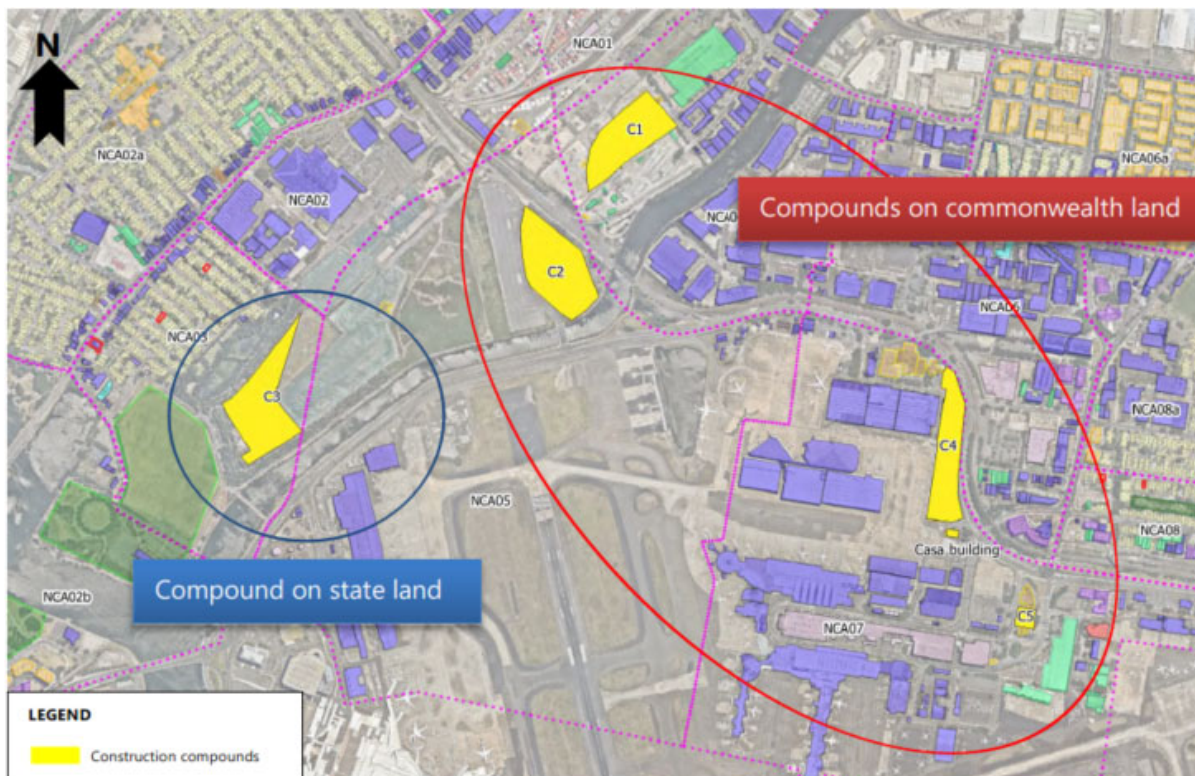 N
NCA01
C1
NCA02a
NCA06a
NCA02
Compounds on commonwealth land
C2
NCA06
NCA03
C3
NCA08a
C4
NCA05
NCA08
Casa building
Compound on state land
NCA02b
C5
NCA07
LEGEND
Construction compounds